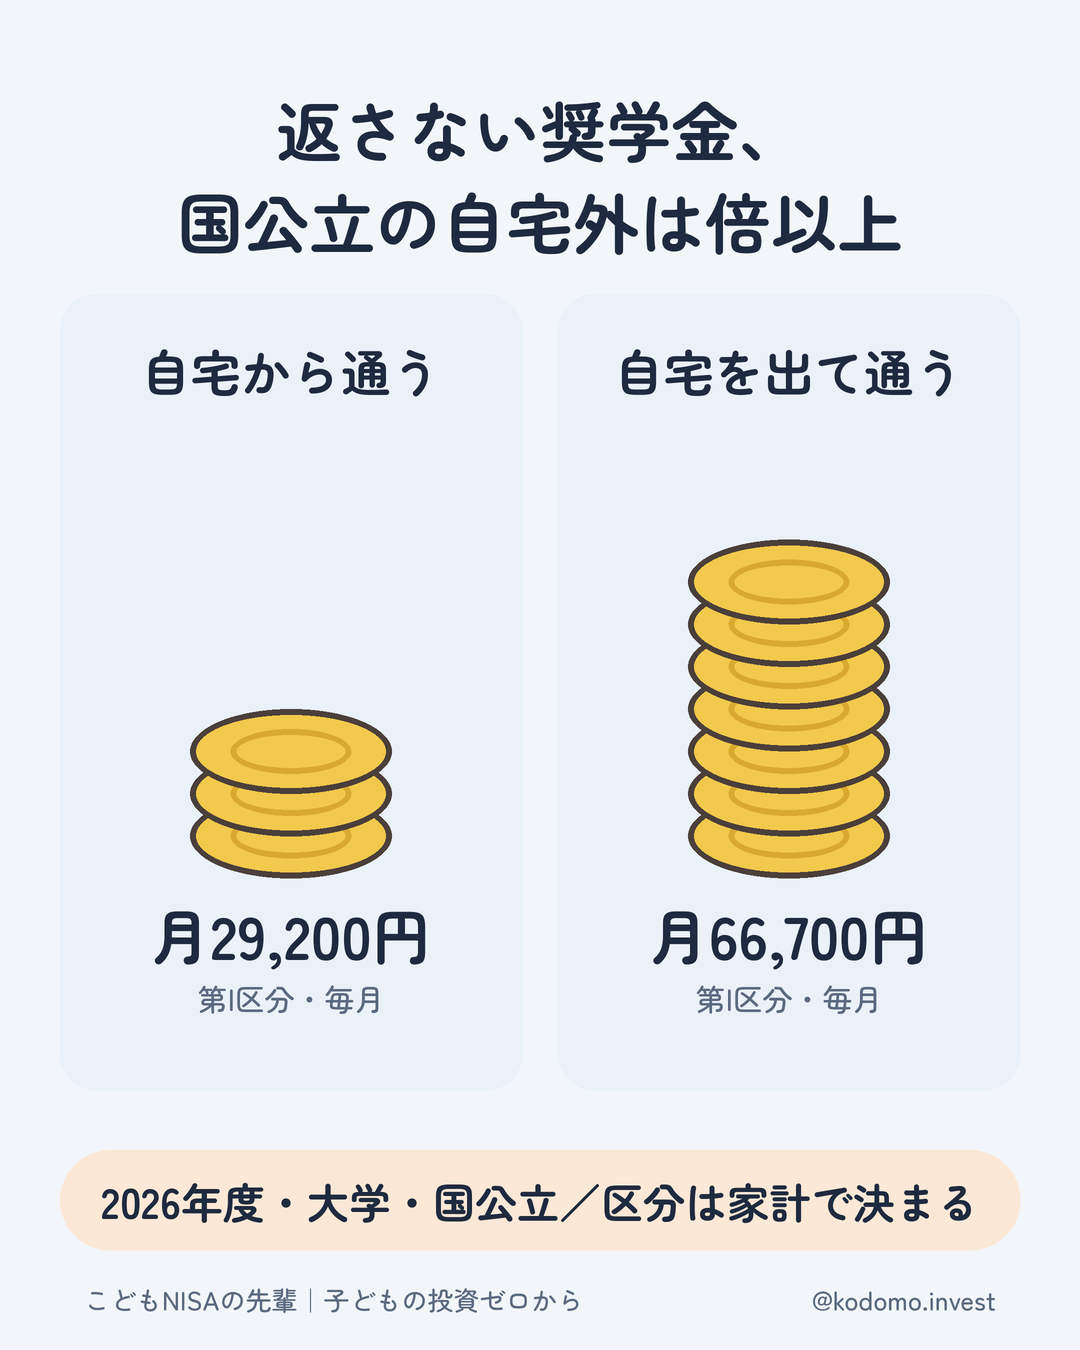 返さない奨学金、
国公立の自宅外は倍以上
自宅から通う
自宅を出て通う
月29,200円
第I区分・毎月
月66,700円
第I区分・毎月
2026年度・大学・国公立／区分は家計で決まる
こどもNISAの先輩｜子どもの投資ゼロから
@kodomo.invest